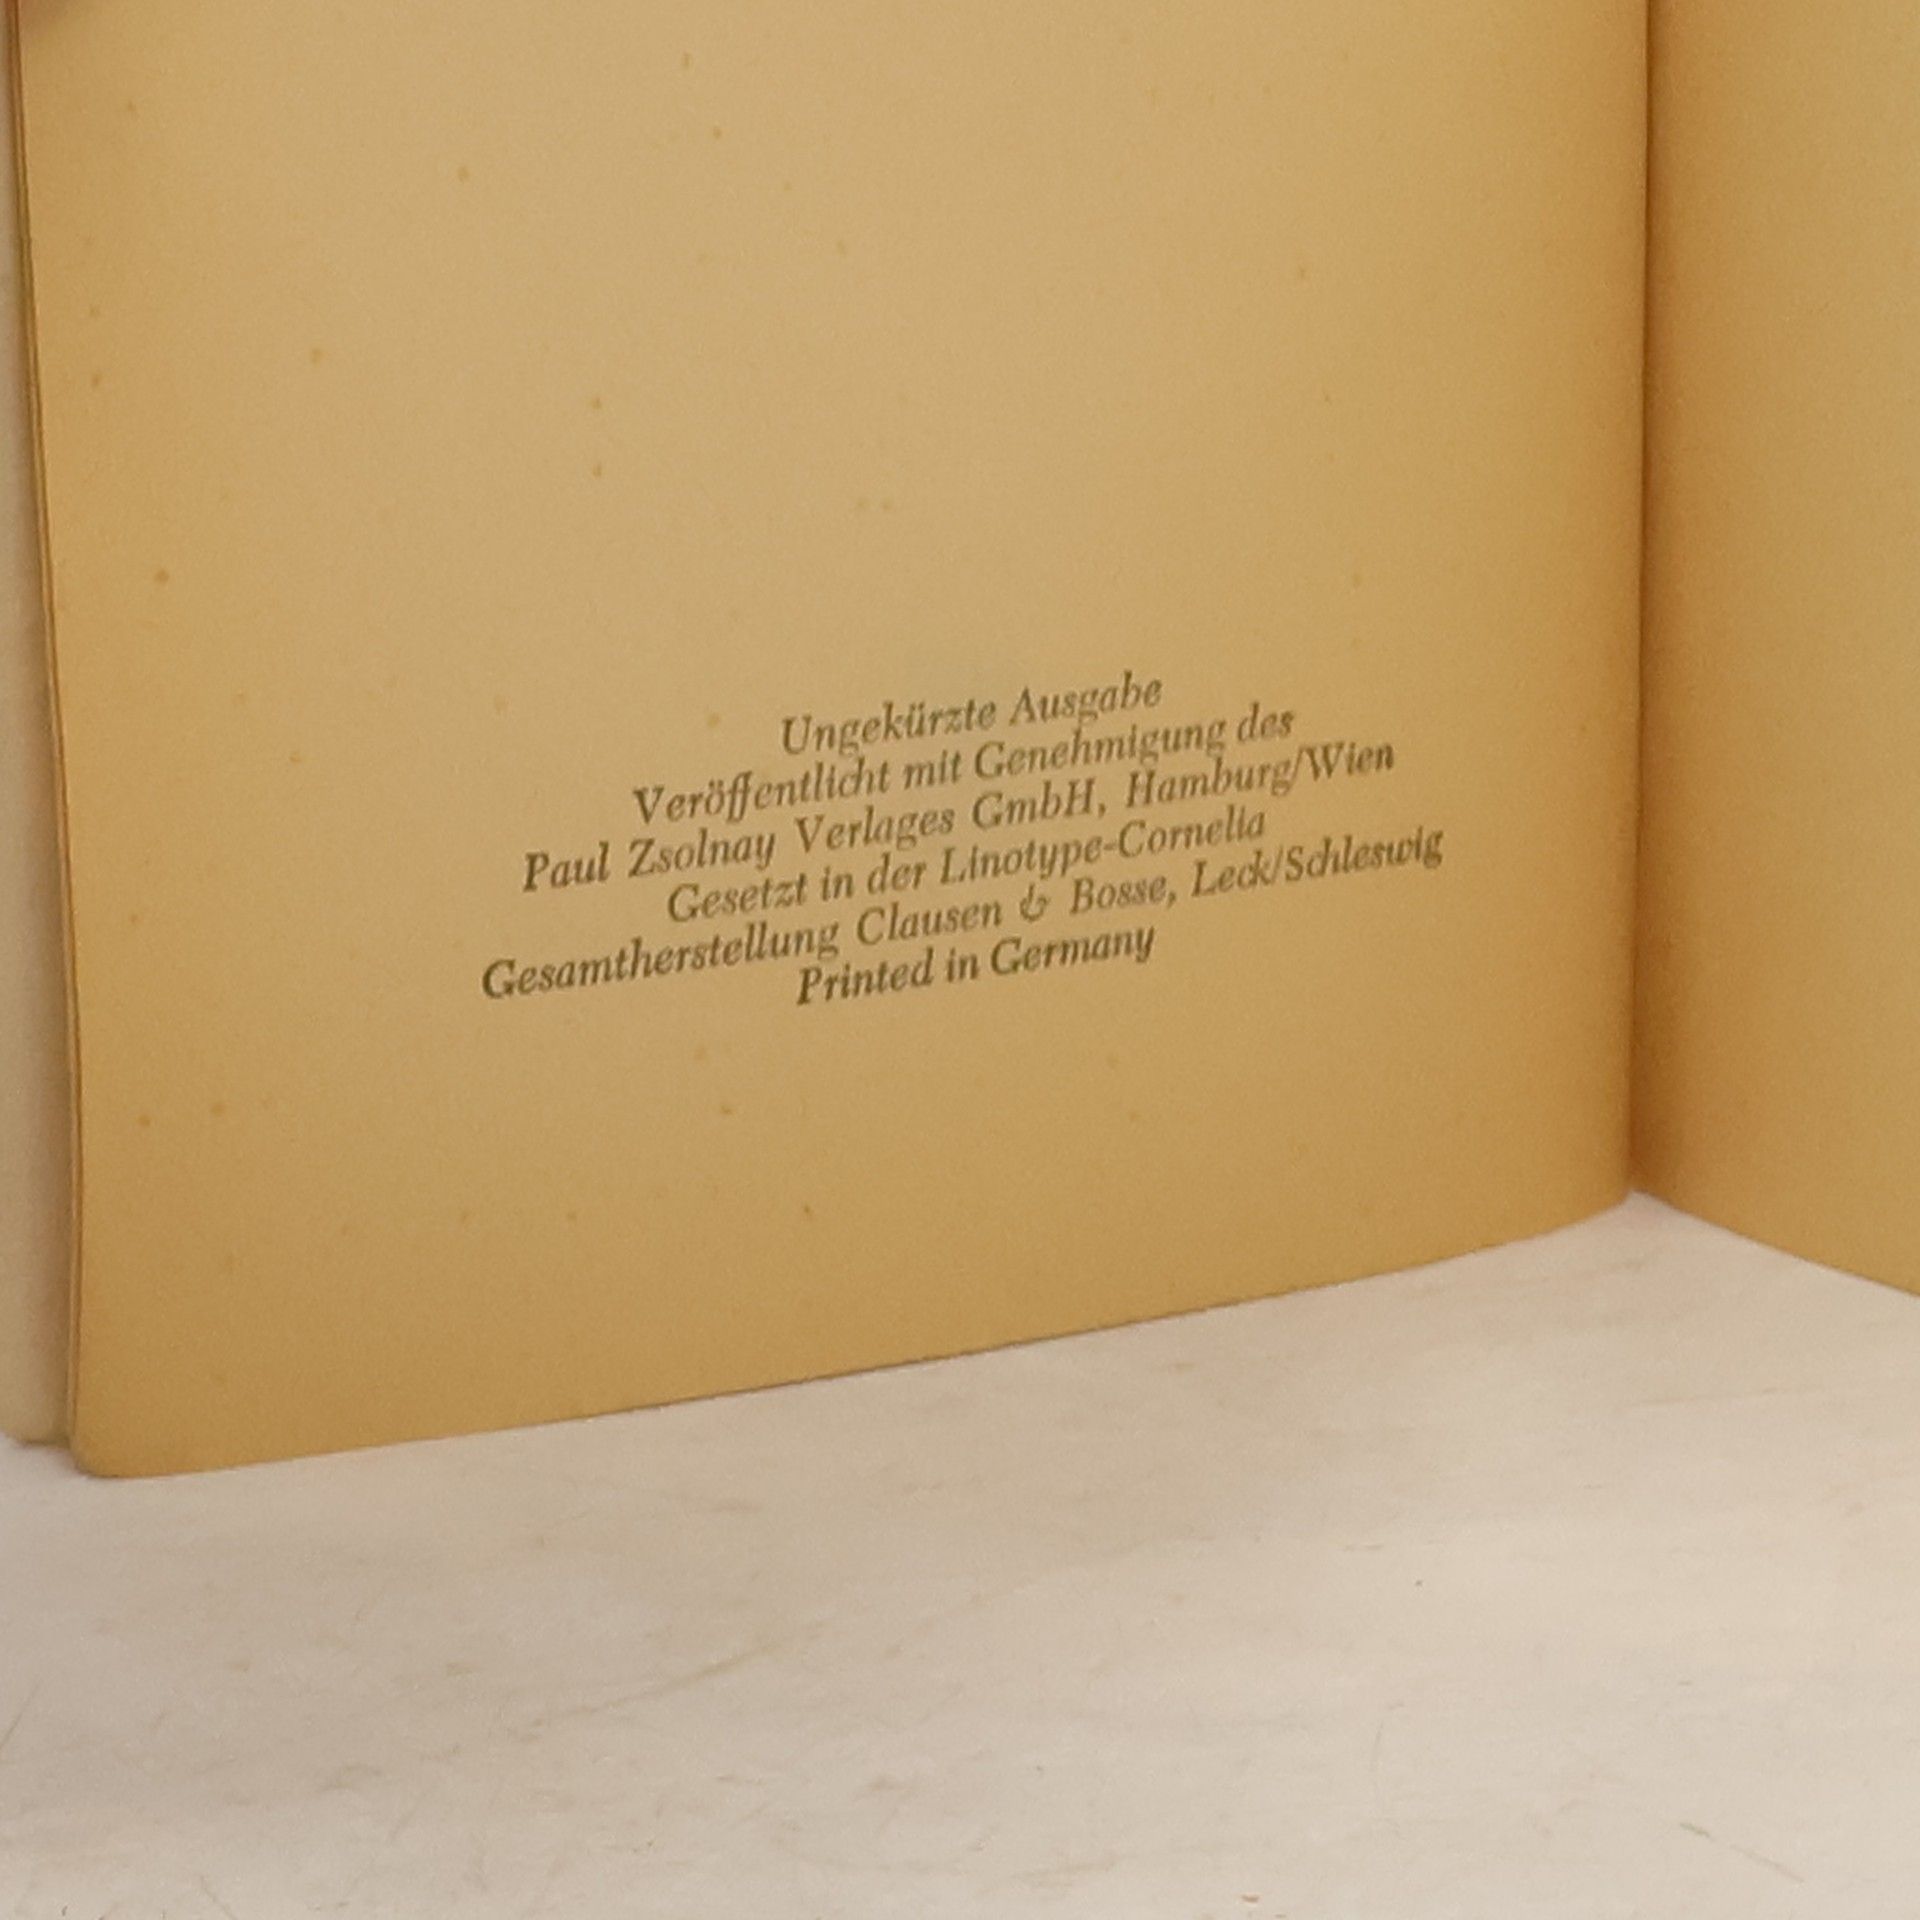 Ungekürzte Ausgabe
Veröffentlicht mit Genehmigung des
Paul Zsolnay Verlages GmbH, Hamburg/Wien
Gesetzt in der Linotype-Cornelia
Gesamtherstellung Clausen & Bosse, Leck/Schleswig
Printed in Germany